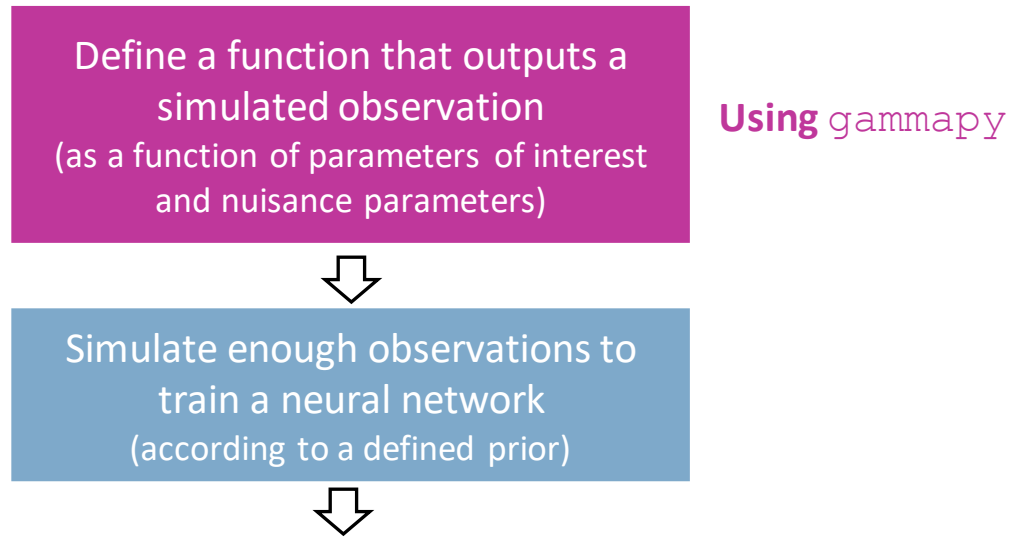 Define a function that outputs a
simulated observation
(as a function of parameters of interest
and nuisance parameters)
Using gammapy
Simulate enough observations to
train a neural network
(according to a defined prior)